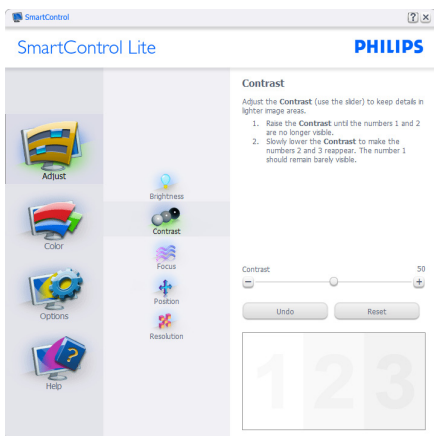 SmartControl
SmartControl Lite
PHILIPS
Adjust
Color
Options
Help
Brightness
Contrast
Focus
Position
Resolution
Contrast
Adjust the Contrast (use the slider) to keep details in
lighter image areas.
1. Raise the Contrast until the numbers 1 and 2
are no longer visible.
2. Slowly lower the Contrast to make the
numbers 2 and 3 reappear. The number 1
should remain barely visible.
Contrast 50
Undo Reset
1 2 3